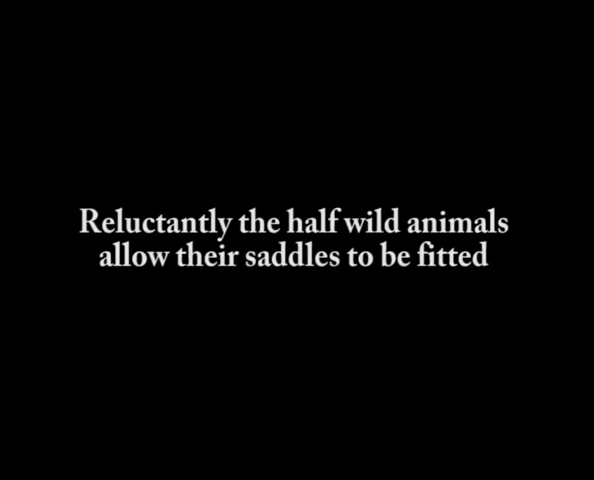 Reluctantly the half wild animals
allow their saddles to be fitted